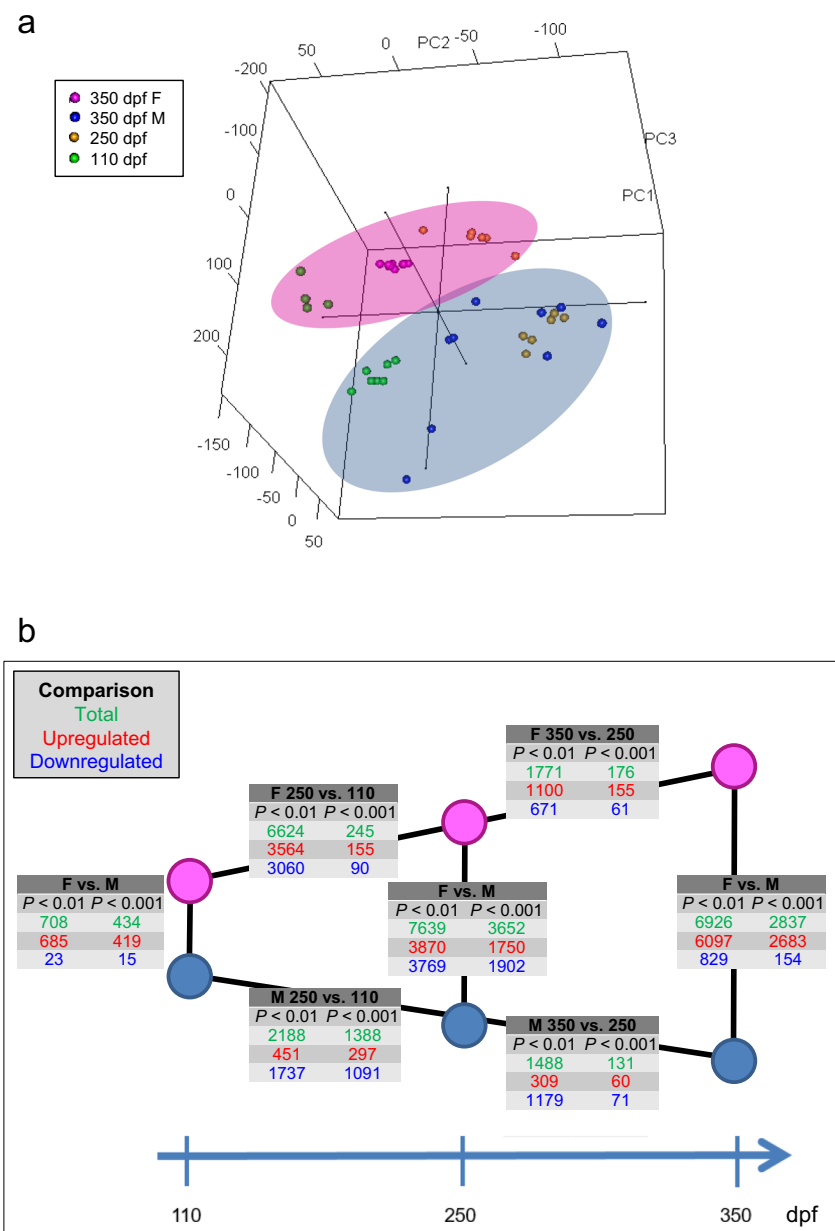 a
50
0
PC2
-50
-100
-200
-100
0
100
200
-150
-100
-50
0
50
PC3
PC1
350 dpf F
350 dpf M
250 dpf
110 dpf
b
Comparison
Total
Upregulated
Downregulated
F 350 vs. 250
P < 0.01 P < 0.001
1771 176
1100 155
671 61
F 250 vs. 110
P < 0.01 P < 0.001
6624 245
3564 155
3060 90
F vs. M
P < 0.01 P < 0.001
708 434
685 419
23 15
F vs. M
P < 0.01 P < 0.001
7639 3652
3870 1750
3769 1902
F vs. M
P < 0.01 P < 0.001
6926 2837
6097 2683
829 154
M 250 vs. 110
P < 0.01 P < 0.001
2188 1388
451 297
1737 1091
M 350 vs. 250
P < 0.01 P < 0.001
1488 131
309 60
1179 71
110 250 350 dpf